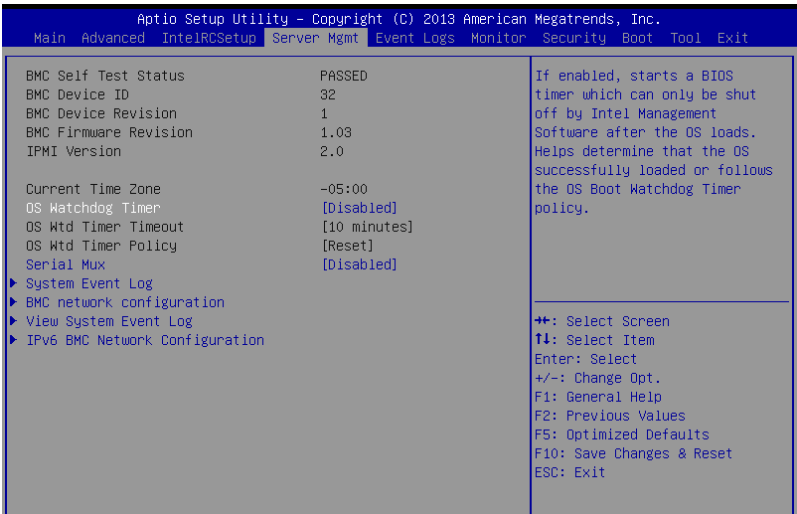 Aptio Setup Utility – Copyright (C) 2013 American Megatrends, Inc.
Main Advanced IntelRCSetup Server Mgmt Event Logs Monitor Security Boot Tool Exit
BMC Self Test Status PASSED
BMC Device ID 32
BMC Device Revision 1
BMC Firmware Revision 1.03
IPMI Version 2.0
Current Time Zone -05:00
OS Watchdog Timer [Disabled]
OS Wtd Timer Timeout [10 minutes]
OS Wtd Timer Policy [Reset]
Serial Mux [Disabled]
System Event Log
BMC network configuration
View System Event Log
IPv6 BMC Network Configuration
If enabled, starts a BIOS
timer which can only be shut
off by Intel Management
Software after the OS loads.
Helps determine that the OS
successfully loaded or follows
the OS Boot Watchdog Timer
policy.
→←: Select Screen
↑↓: Select Item
Enter: Select
+/-: Change Opt.
F1: General Help
F2: Previous Values
F5: Optimized Defaults
F10: Save Changes & Reset
ESC: Exit